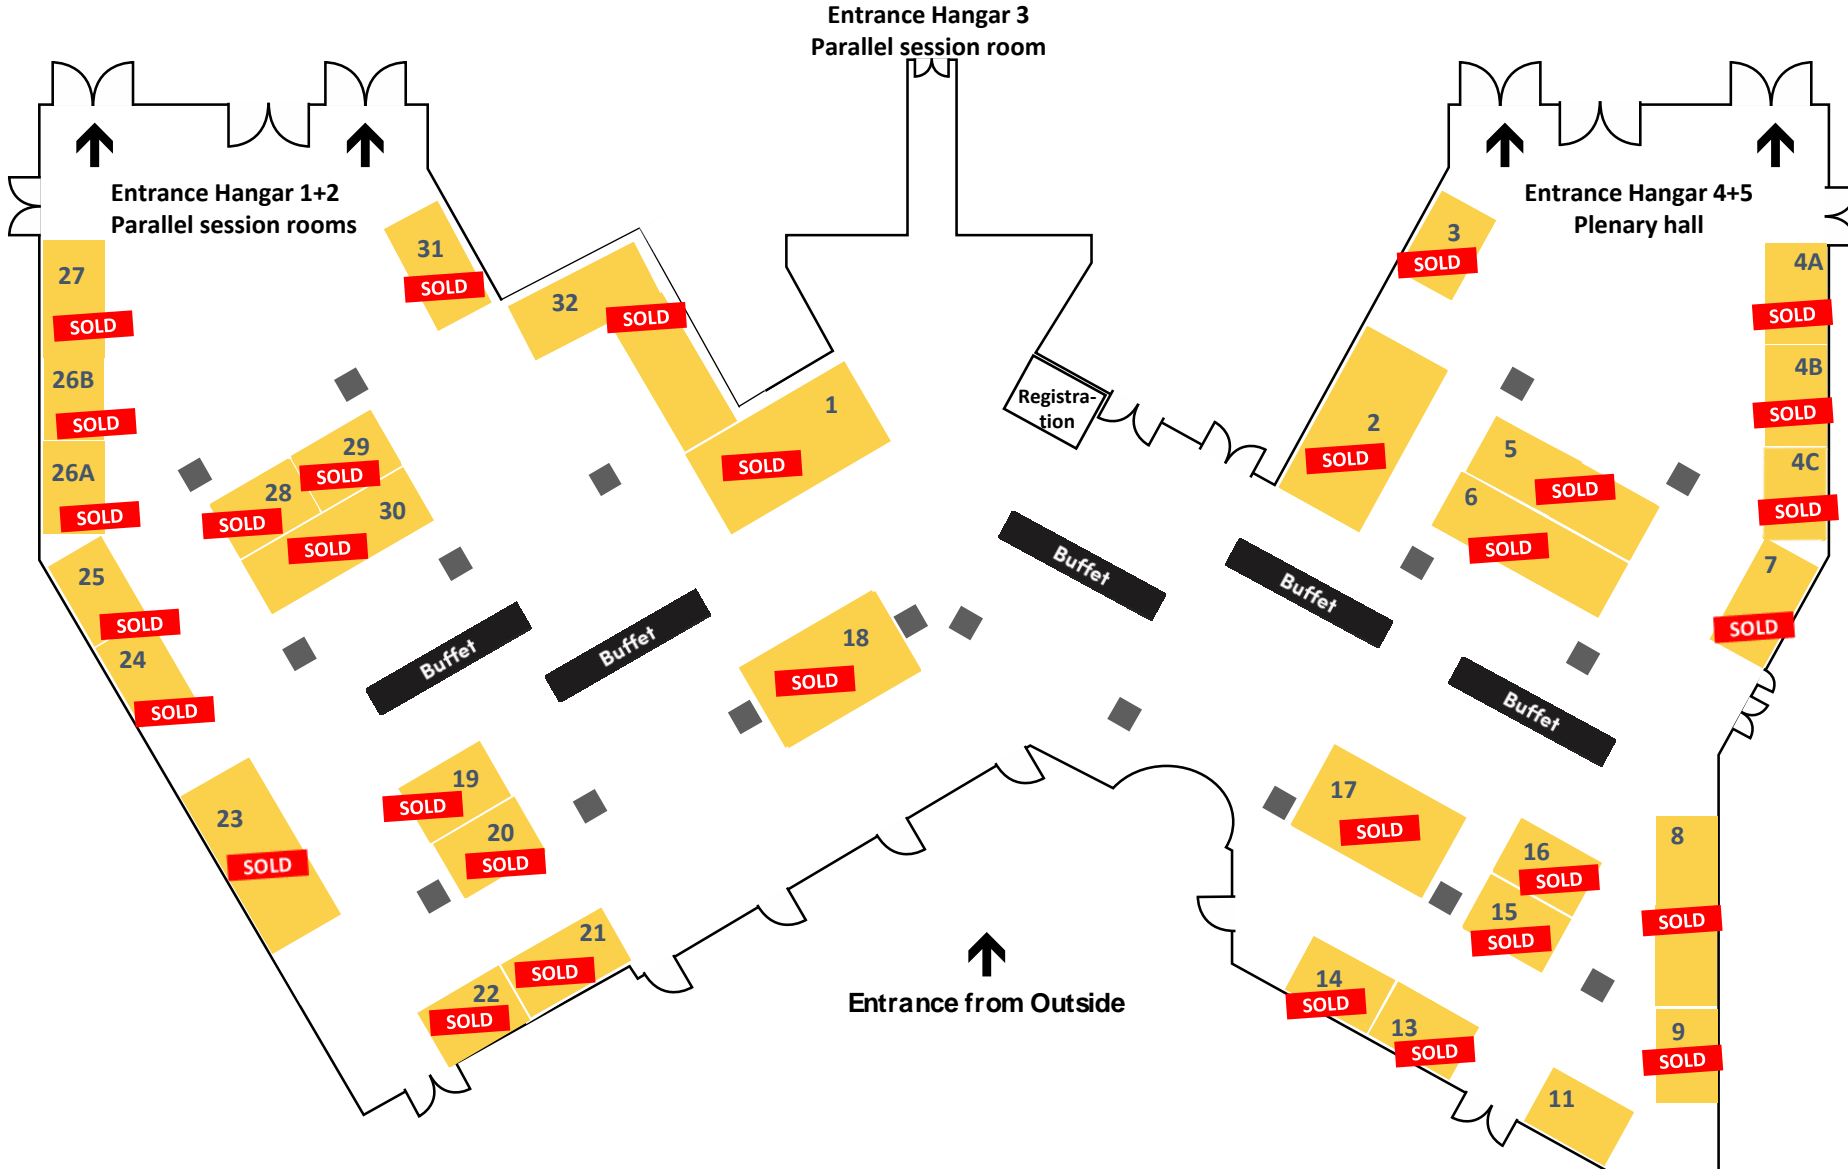 Entrance Hangar 3
Parallel session room
Entrance Hangar 1+2
Parallel session rooms
Entrance Hangar 4+5
Plenary hall
31
SOLD
3
SOLD
27
SOLD
4A
SOLD
32
SOLD
26B
SOLD
4B
SOLD
1
SOLD
Registra-
tion
2
SOLD
29
SOLD
28
SOLD
30
SOLD
26A
SOLD
5
SOLD
6
SOLD
4C
SOLD
25
SOLD
24
SOLD
Buffet
Buffet
Buffet
Buffet
Buffet
7
SOLD
18
SOLD
19
SOLD
20
SOLD
23
SOLD
17
SOLD
16
SOLD
15
SOLD
8
SOLD
21
SOLD
22
SOLD
Entrance from Outside
14
SOLD
13
SOLD
9
SOLD
11